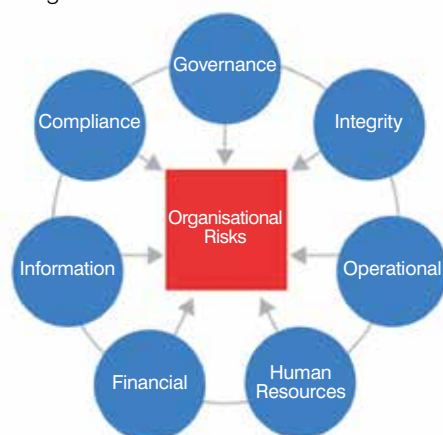 Governance
Compliance
Integrity
Organisational
Risks
Information
Operational
Financial
Human
Resources